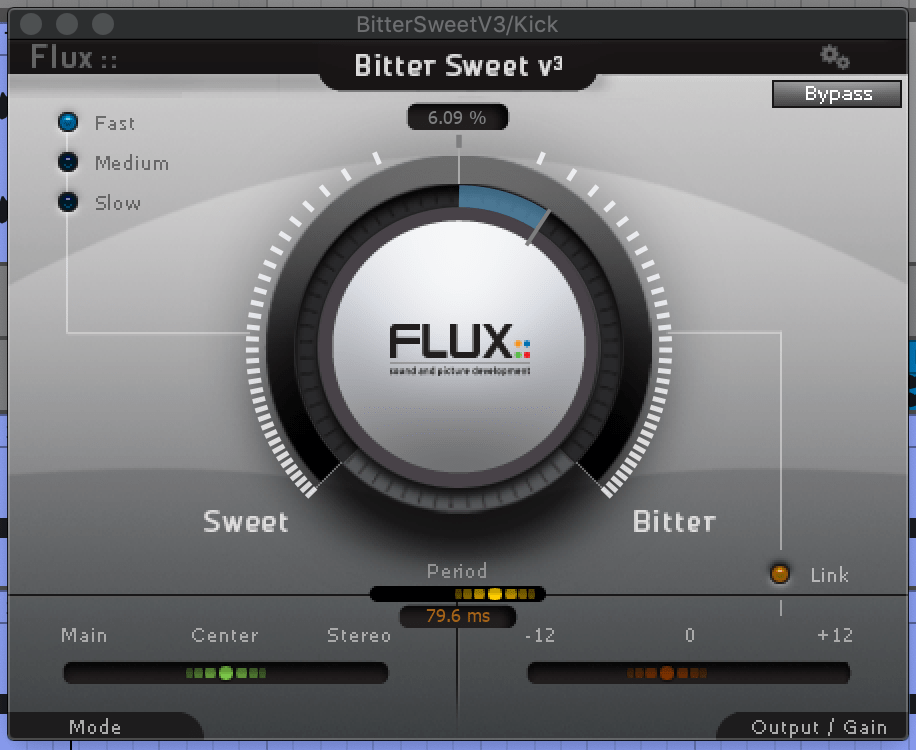 BitterSweetV3/Kick
Flux ::
Bitter Sweet v3
Bypass
6.09 %
Fast
Medium
Slow
FLUX::
sound and picture development
Sweet
Bitter
Period
79.6 ms
Link
Main Center Stereo
-12 0 +12
Mode
Output / Gain